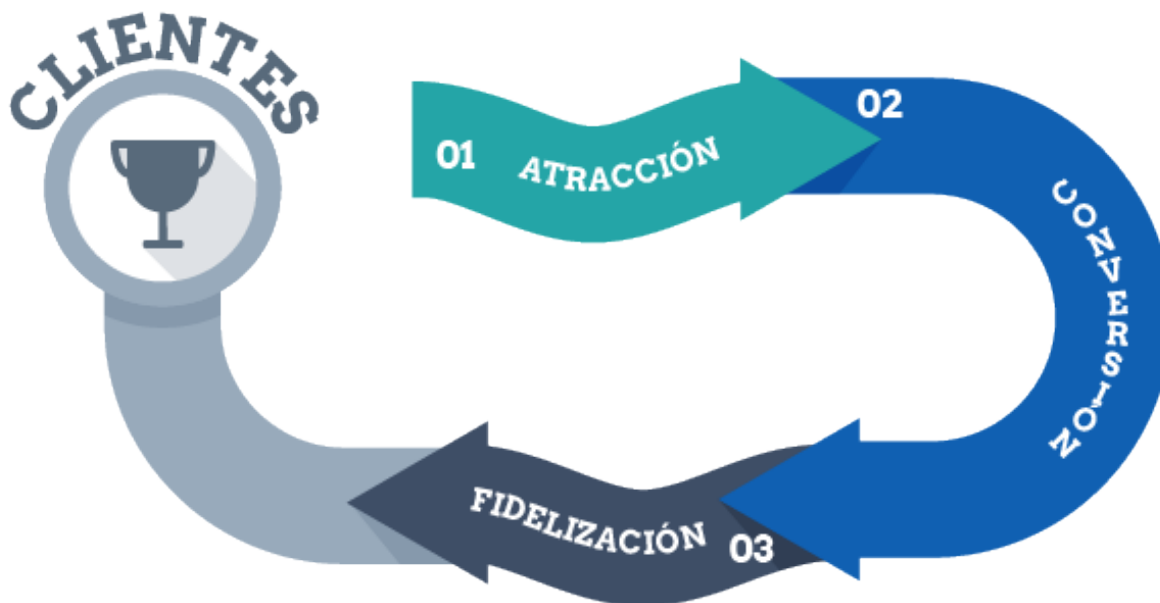 CLIENTES
01 ATRACCIÓN
02
CONVERSIÓN
FIDELIZACIÓN 03